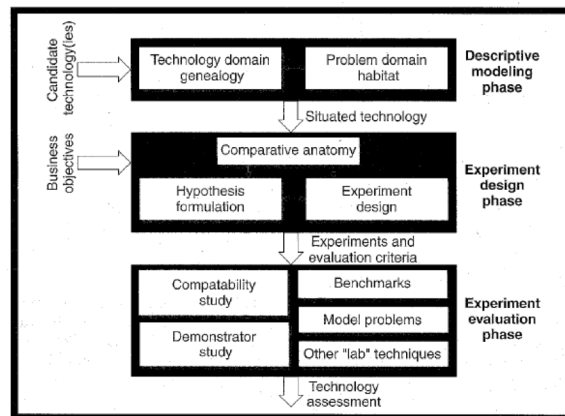 Candidate
technology(ies)
Technology domain
genealogy
Problem domain
habitat
Descriptive
modeling
phase
Situated technology
Business
objectives
Comparative anatomy
Hypothesis
formulation
Experiment
design
Experiment
design
phase
Experiments and
evaluation criteria
Compatability
study
Demonstrator
study
Benchmarks
Model problems
Other "lab" techniques
Experiment
evaluation
phase
Technology
assessment